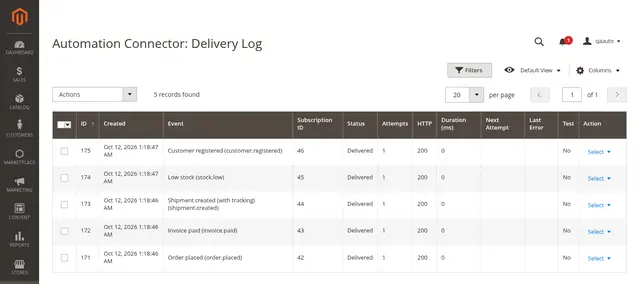 Automation Connector: Delivery Log
1
qaauto
DASHBOARD
SALES
CATALOG
CUSTOMERS
MARKETPLACE
MARKETING
CONTENT
REPORTS
STORES
Filters
Default View
Columns
Actions
5 records found
20 per page
1 of 1
ID ↑ Created Event Subscription ID Status Attempts HTTP Duration (ms) Next Attempt Last Error Test Action
175 Oct 12, 2026 1:18:47 AM Customer registered (customer.registered) 46 Delivered 1 200 0 No Select
174 Oct 12, 2026 1:18:47 AM Low stock (stock.low) 45 Delivered 1 200 0 No Select
173 Oct 12, 2026 1:18:46 AM Shipment created (with tracking) (shipment.created) 44 Delivered 1 200 0 No Select
172 Oct 12, 2026 1:18:46 AM Invoice paid (invoice.paid) 43 Delivered 1 200 0 No Select
171 Oct 12, 2026 1:18:46 AM Order placed (order.placed) 42 Delivered 1 200 0 No Select